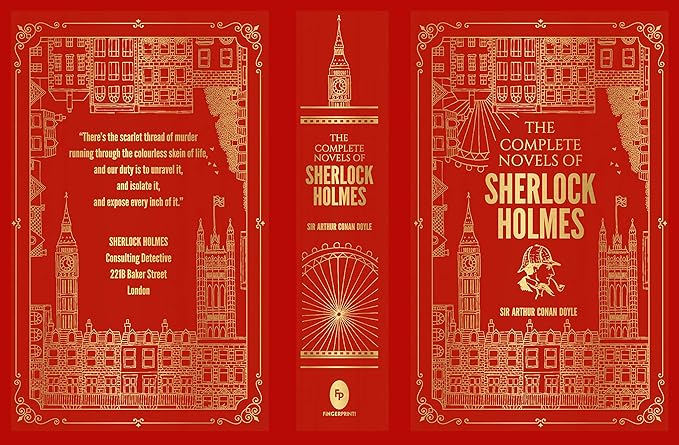 “There’s the scarlet thread of murder
running through the colourless skein of life,
and our duty is to unravel it,
and isolate it,
and expose every inch of it.”
SHERLOCK HOLMES
Consulting Detective
221B Baker Street
London
THE
COMPLETE
NOVELS OF
SHERLOCK
HOLMES
SIR ARTHUR CONAN DOYLE
FP
FINGERPRINT!
THE
COMPLETE
NOVELS OF
SHERLOCK
HOLMES
SIR ARTHUR CONAN DOYLE